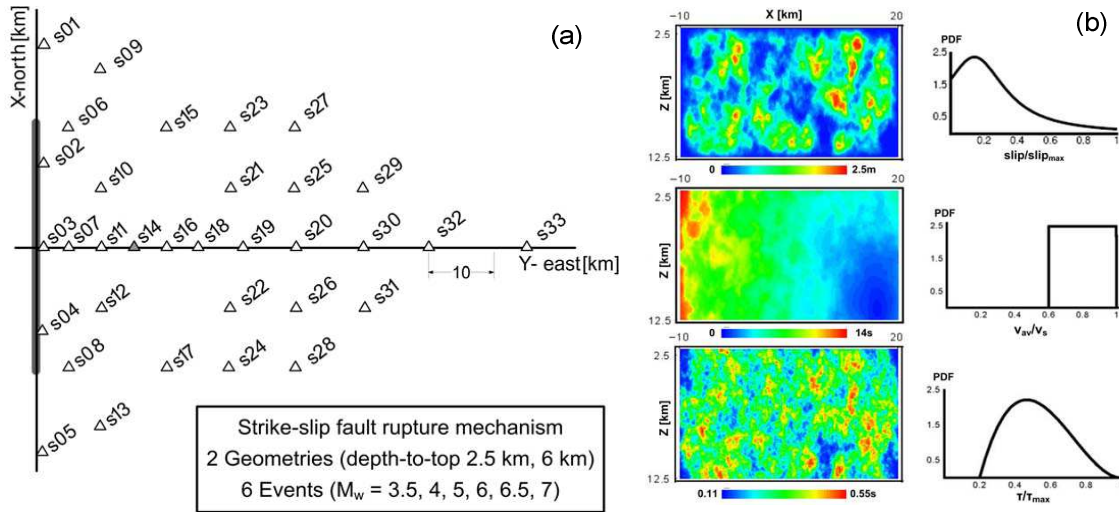 (a)
X-north[km]
s01
s09
s06
s15
s23
s27
s02
s10
s21
s25
s29
s03
s07
s11
s14
s16
s18
s19
s20
s30
s32
s33
10
Y- east[km]
s04
s12
s22
s26
s31
s08
s17
s24
s28
s05
s13
Strike-slip fault rupture mechanism
2 Geometries (depth-to-top 2.5 km, 6 km)
6 Events (Mw = 3.5, 4, 5, 6, 6.5, 7)
(b)
−10 X [km] 20
2.5
Z [km]
12.5
0 2.5m
PDF
2.5
1.5
0.5
0.2 0.4 0.6 0.8 1
slip/slipmax
−10 20
2.5
Z [km]
12.5
0 14s
PDF
2.5
1.5
0.5
0.2 0.4 0.6 0.8 1
vav/vs
−10 20
2.5
Z [km]
12.5
0.11 0.55s
PDF
2.5
1.5
0.5
0.2 0.4 0.6 0.8 1
τ/τmax